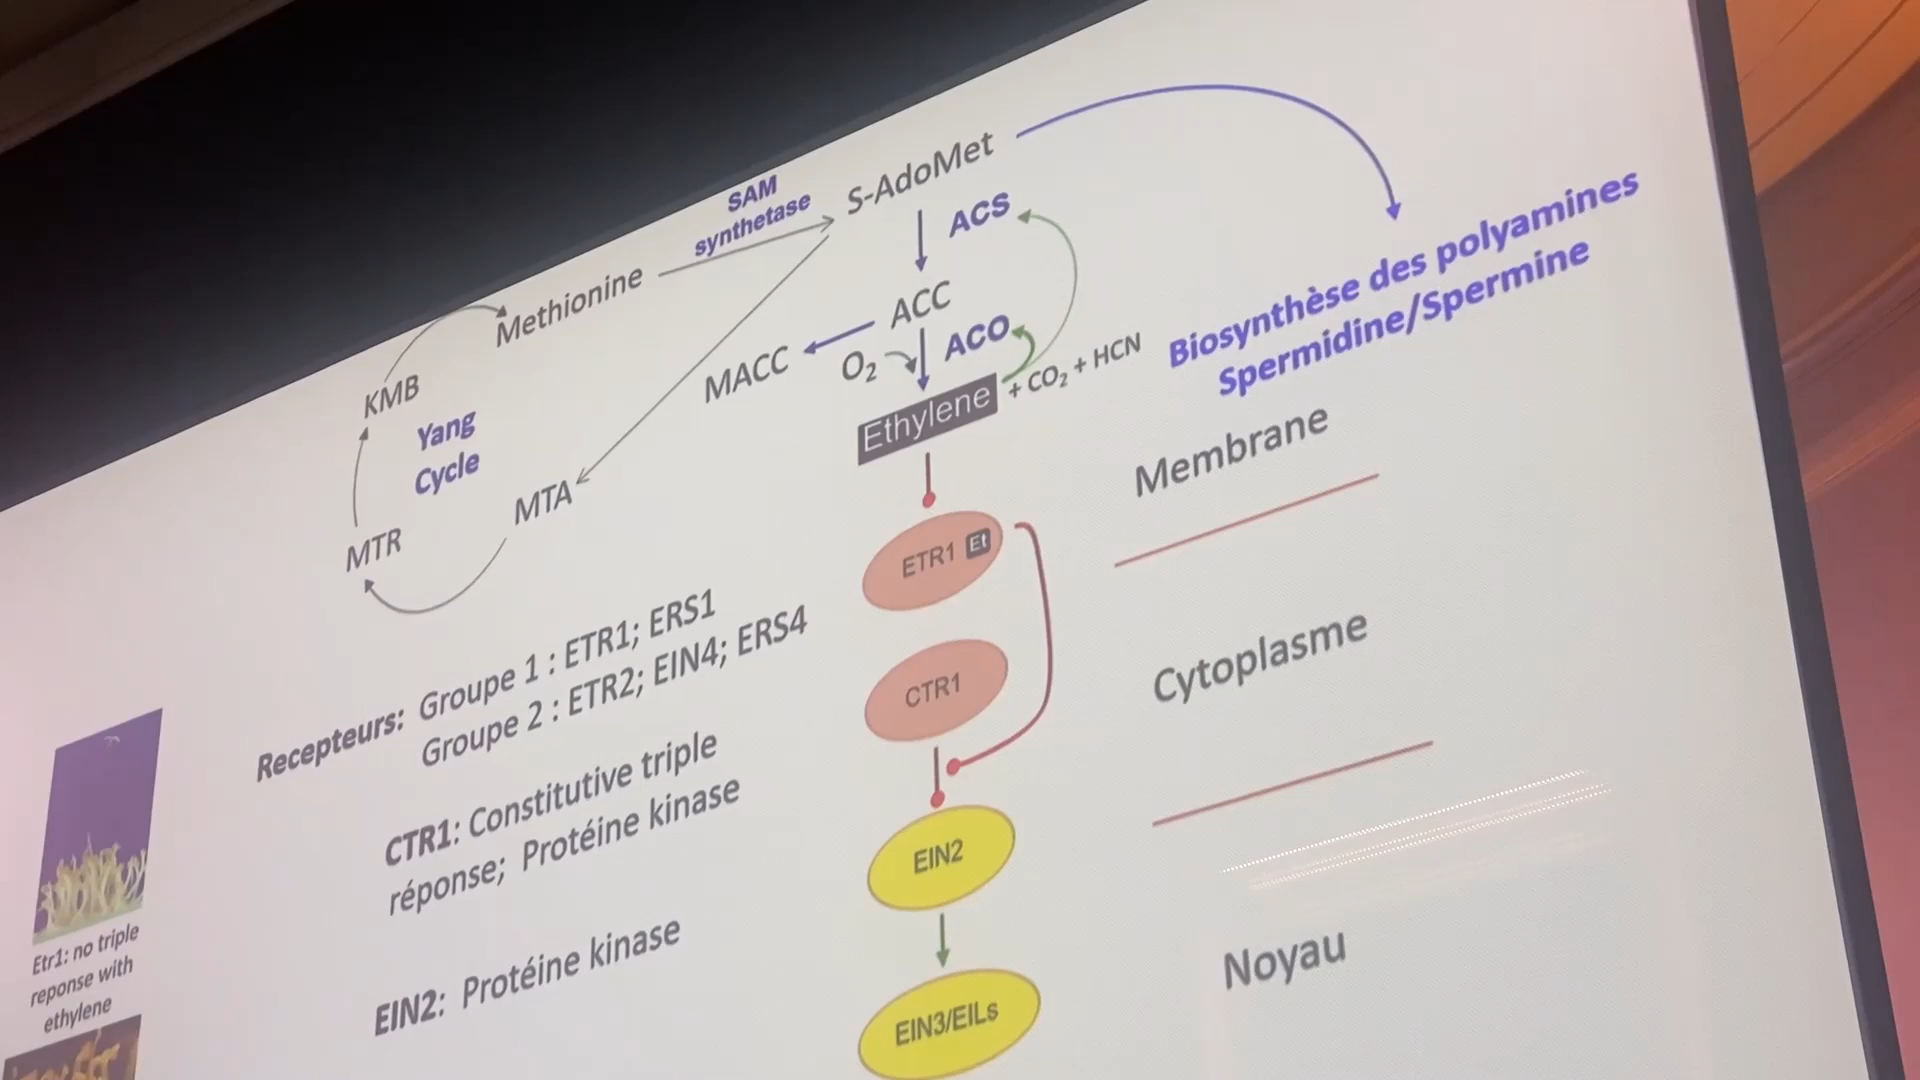 SAM
synthetase
S-AdoMet
ACS
Methionine
ACC
MACC
O₂
ACO
Ethylene
+ CO₂ + HCN
Biosynthèse des polyamines
Spermidine/Spermine
KMB
Yang
Cycle
MTA
MTR
Membrane
ETR1 Et
Recepteurs: Groupe 1 : ETR1; ERS1
Groupe 2 : ETR2; EIN4; ERS4
CTR1
Cytoplasme
CTR1: Constitutive triple
réponse; Protéine kinase
EIN2
Etr1: no triple
reponse with
ethylene
EIN2: Protéine kinase
Noyau
EIN3/EILs